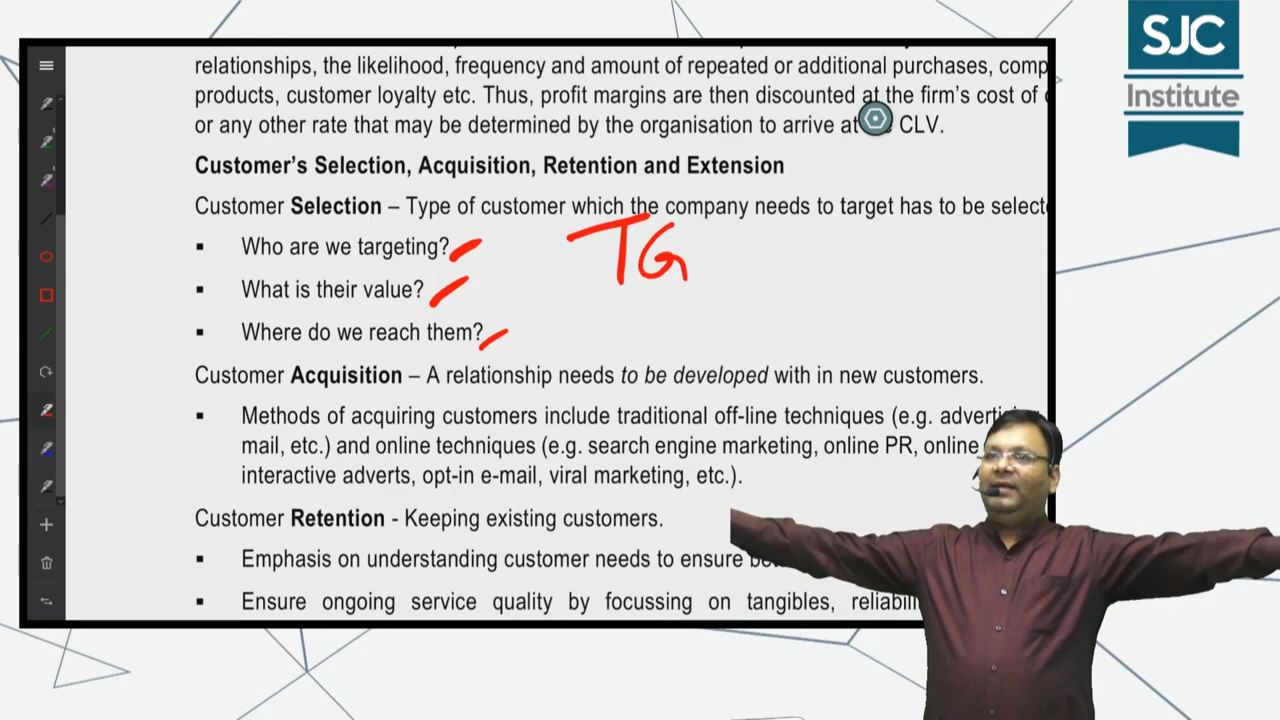 SJC
Institute
relationships, the likelihood, frequency and amount of repeated or additional purchases,
products, customer loyalty etc. Thus, profit margins are then discounted at the firm's cost of
or any other rate that may be determined by the organisation to arrive at CLV.
Customer's Selection, Acquisition, Retention and Extension
Customer Selection – Type of customer which the company needs to target has to be
▪ Who are we targeting?
TG
▪ What is their value?
▪ Where do we reach them?
Customer Acquisition – A relationship needs to be developed with in new customers.
▪ Methods of acquiring customers include traditional off-line techniques (e.g.
mail, etc.) and online techniques (e.g. search engine marketing, online PR, online
interactive adverts, opt-in e-mail, viral marketing, etc.).
Customer Retention - Keeping existing customers.
▪ Emphasis on understanding customer needs to ensure
▪ Ensure ongoing service quality by focussing on tangibles,